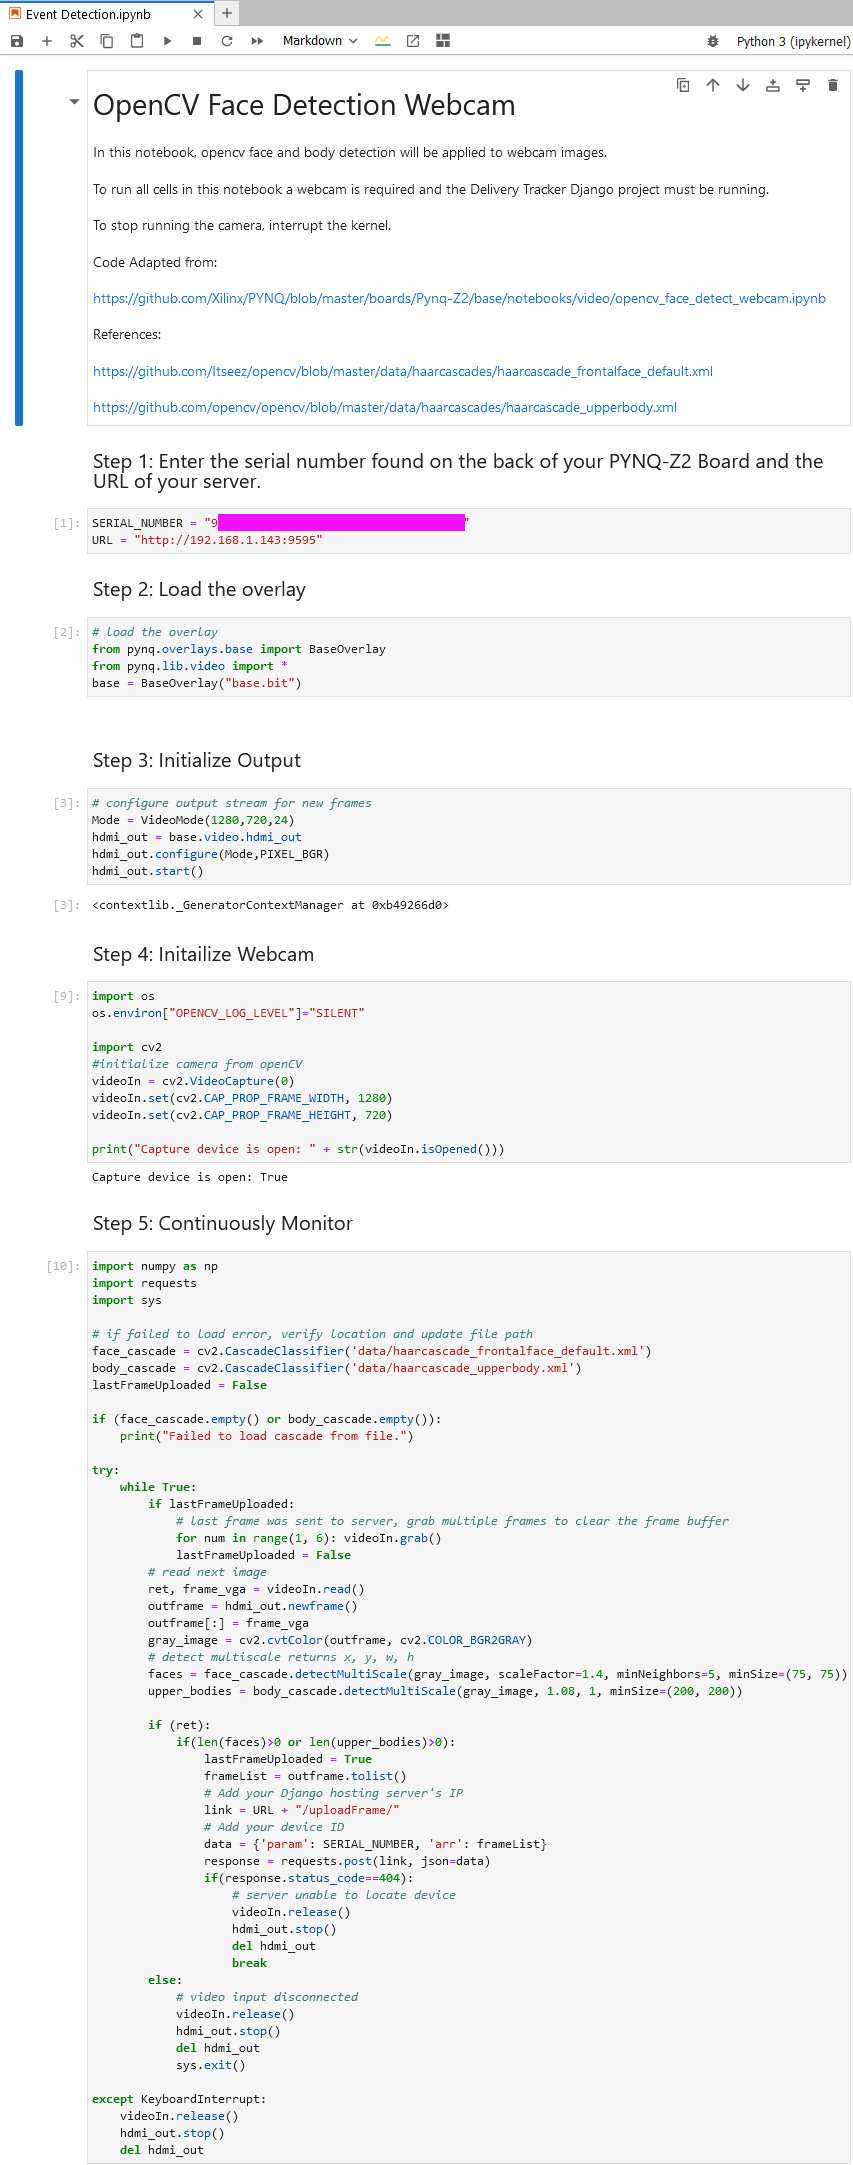 Event Detection.ipynb
Markdown
Python 3 (ipykernel)
OpenCV Face Detection Webcam
In this notebook, opencv face and body detection will be applied to webcam images.
To run all cells in this notebook a webcam is required and the Delivery Tracker Django project must be running.
To stop running the camera, interrupt the kernel.
Code Adapted from:
https://github.com/Xilinx/PYNQ/blob/master/boards/Pynq-Z2/base/notebooks/video/opencv_face_detect_webcam.ipynb
References:
https://github.com/Itseez/opencv/blob/master/data/haarcascades/haarcascade_frontalface_default.xml
https://github.com/opencv/opencv/blob/master/data/haarcascades/haarcascade_upperbody.xml
Step 1: Enter the serial number found on the back of your PYNQ-Z2 Board and the
URL of your server.
[1]: SERIAL_NUMBER = "9 "
URL = "http://192.168.1.143:9595"
Step 2: Load the overlay
[2]: # load the overlay
from pynq.overlays.base import BaseOverlay
from pynq.lib.video import *
base = BaseOverlay("base.bit")
Step 3: Initialize Output
[3]: # configure output stream for new frames
Mode = VideoMode(1280,720,24)
hdmi_out = base.video.hdmi_out
hdmi_out.configure(Mode,PIXEL_BGR)
hdmi_out.start()
[3]: <contextlib._GeneratorContextManager at 0xb49266d0>
Step 4: Initailize Webcam
[9]: import os
os.environ["OPENCV_LOG_LEVEL"]="SILENT"
import cv2
#initialize camera from openCV
videoIn = cv2.VideoCapture(0)
videoIn.set(cv2.CAP_PROP_FRAME_WIDTH, 1280)
videoIn.set(cv2.CAP_PROP_FRAME_HEIGHT, 720)
print("Capture device is open: " + str(videoIn.isOpened()))
Capture device is open: True
Step 5: Continuously Monitor
[10]: import numpy as np
import requests
import sys
# if failed to load error, verify location and update file path
face_cascade = cv2.CascadeClassifier('data/haarcascade_frontalface_default.xml')
body_cascade = cv2.CascadeClassifier('data/haarcascade_upperbody.xml')
lastFrameUploaded = False
if (face_cascade.empty() or body_cascade.empty()):
print("Failed to load cascade from file.")
try:
while True:
if lastFrameUploaded:
# last frame was sent to server, grab multiple frames to clear the frame buffer
for num in range(1, 6): videoIn.grab()
lastFrameUploaded = False
# read next image
ret, frame_vga = videoIn.read()
outframe = hdmi_out.newframe()
outframe[:] = frame_vga
gray_image = cv2.cvtColor(outframe, cv2.COLOR_BGR2GRAY)
# detect multiscale returns x, y, w, h
faces = face_cascade.detectMultiScale(gray_image, scaleFactor=1.4, minNeighbors=5, minSize=(75, 75))
upper_bodies = body_cascade.detectMultiScale(gray_image, 1.08, 1, minSize=(200, 200))
if (ret):
if(len(faces)>0 or len(upper_bodies)>0):
lastFrameUploaded = True
frameList = outframe.tolist()
# Add your Django hosting server's IP
link = URL + "/uploadFrame/"
# Add your device ID
data = {'param': SERIAL_NUMBER, 'arr': frameList}
response = requests.post(link, json=data)
if(response.status_code==404):
# server unable to locate device
videoIn.release()
hdmi_out.stop()
del hdmi_out
break
else:
# video input disconnected
videoIn.release()
hdmi_out.stop()
del hdmi_out
sys.exit()
except KeyboardInterrupt:
videoIn.release()
hdmi_out.stop()
del hdmi_out